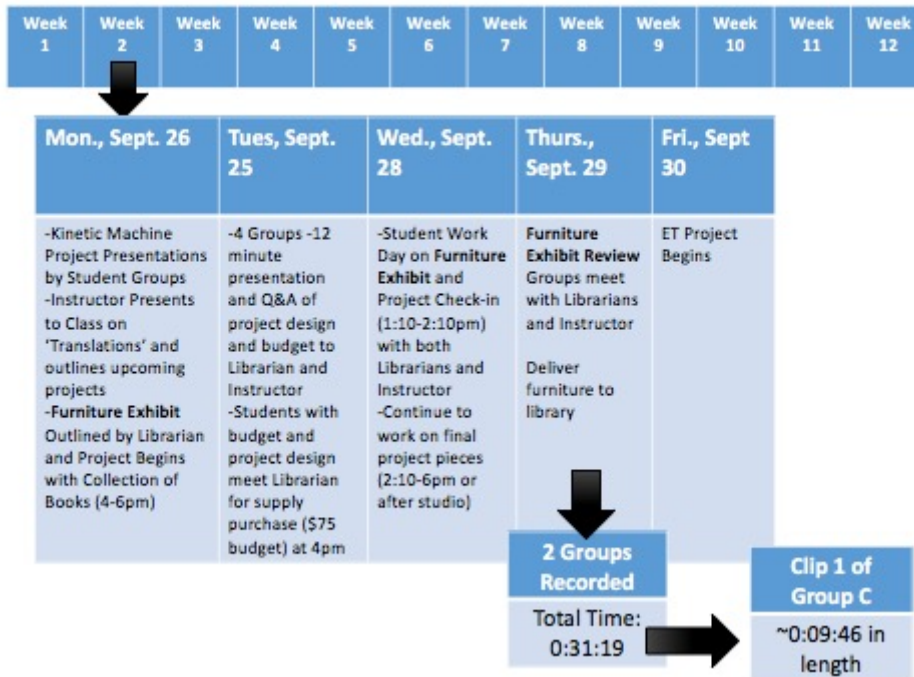 Week
1
Week
2
Week
3
Week
4
Week
5
Week
6
Week
7
Week
8
Week
9
Week
10
Week
11
Week
12
Mon., Sept. 26
-Kinetic Machine
Project Presentations
by Student Groups
-Instructor Presents
to Class on
'Translations' and
outlines upcoming
projects
-Furniture Exhibit
Outlined by Librarian
and Project Begins
with Collection of
Books (4-6pm)
Tues, Sept.
25
-4 Groups -12
minute
presentation
and Q&A of
project design
and budget to
Librarian and
Instructor
-Students with
budget and
project design
meet Librarian
for supply
purchase ($75
budget) at 4pm
Wed., Sept.
28
-Student Work
Day on Furniture
Exhibit and
Project Check-in
(1:10-2:10pm)
with both
Librarians and
Instructor
-Continue to
work on final
project pieces
(2:10-6pm or
after studio)
Thurs.,
Sept. 29
Furniture
Exhibit Review
Groups meet
with Librarians
and Instructor
Deliver
furniture to
library
Fri., Sept
30
ET Project
Begins
2 Groups
Recorded
Total Time:
0:31:19
Clip 1 of
Group C
~0:09:46 in
length